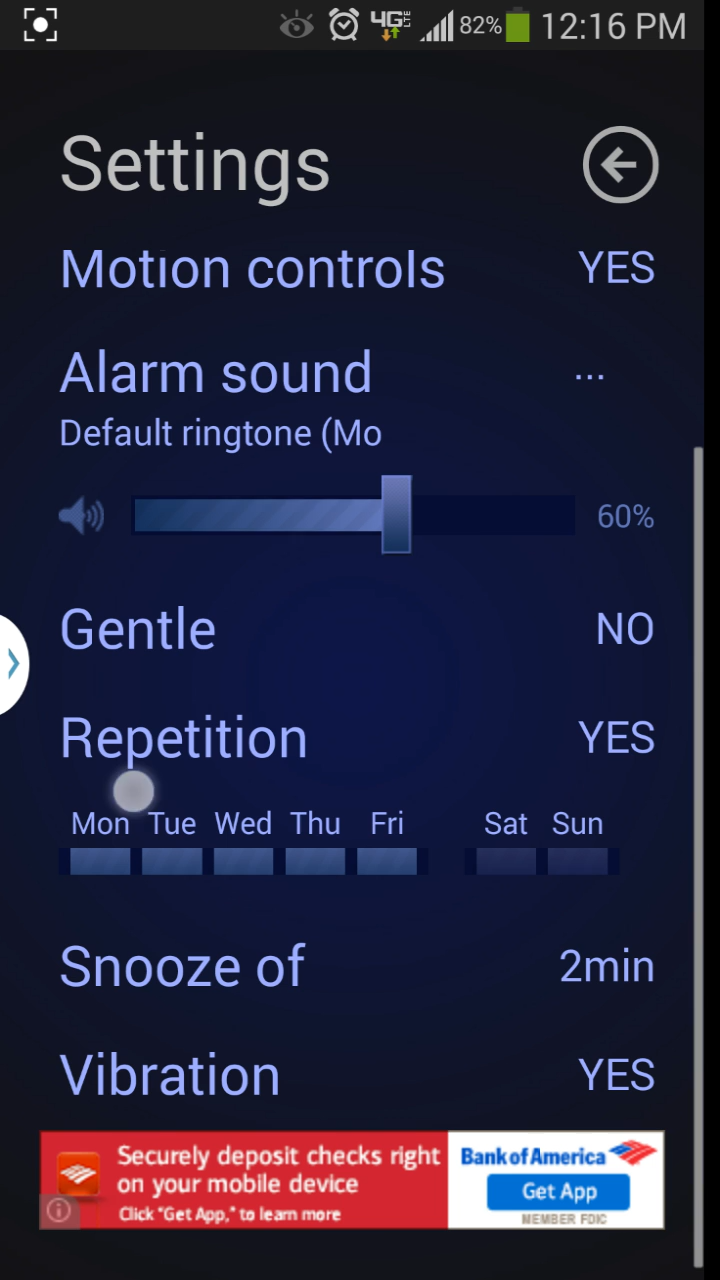 4G LTE 82% 12:16 PM
Settings
Motion controls YES
Alarm sound ...
Default ringtone (Mo
60%
Gentle NO
Repetition YES
Mon Tue Wed Thu Fri Sat Sun
Snooze of 2min
Vibration YES
Securely deposit checks right
on your mobile device
Click "Get App," to learn more
Bank of America
Get App
MEMBER FDIC